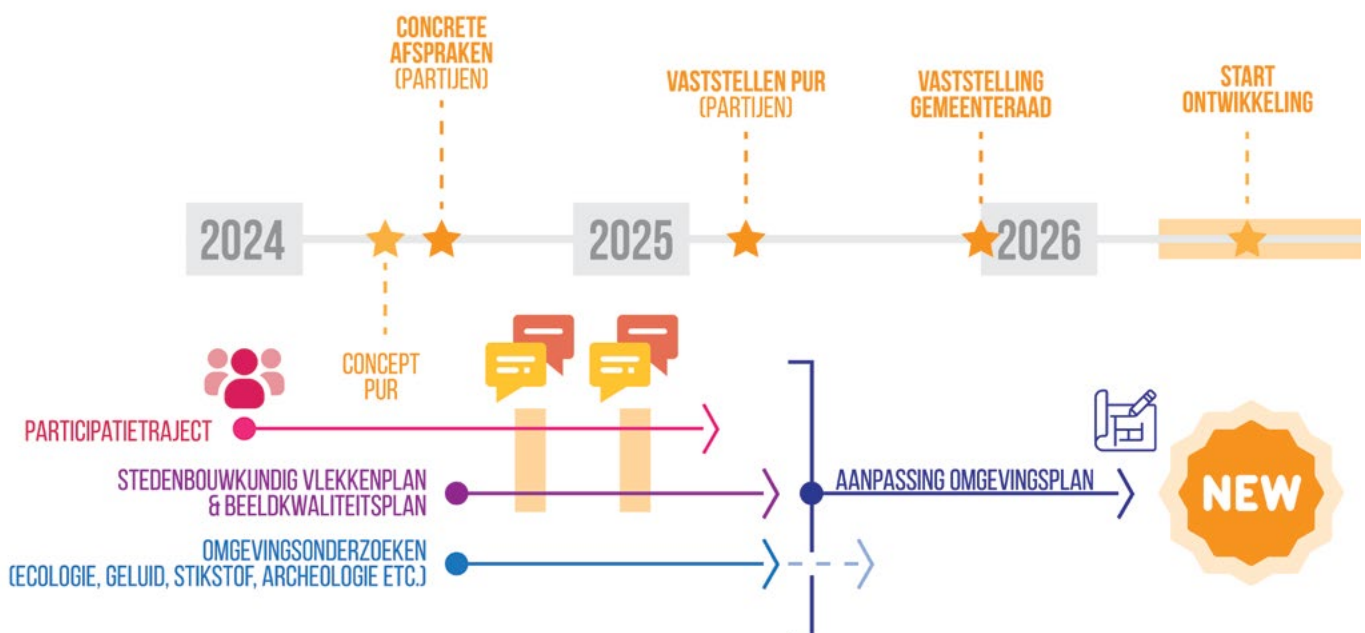 CONCRETE
AFSPRAKEN
(PARTIJEN)
VASTSTELLEN PUR
(PARTIJEN)
VASTSTELLING
GEMEENTERAAD
START
ONTWIKKELING
2024
2025
2026
CONCEPT
PUR
PARTICIPATIETRAJECT
STEDENBOUWKUNDIG VLEKKENPLAN
& BEELDKWALITEITSPLAN
AANPASSING OMGEVINGSPLAN
NEW
OMGEVINGSONDERZOEKEN
(ECOLOGIE, GELUID, STIKSTOF, ARCHEOLOGIE ETC.)